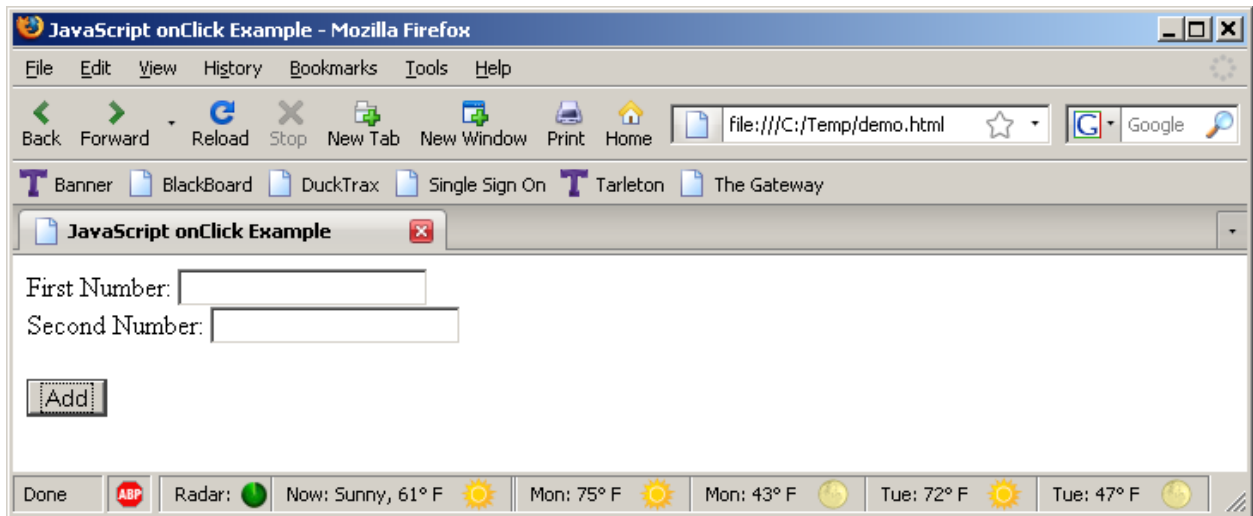 JavaScript onClick Example - Mozilla Firefox
File Edit View History Bookmarks Tools Help
Back Forward Reload Stop New Tab New Window Print Home file:///C:/Temp/demo.html G Google
T Banner BlackBoard DuckTrax Single Sign On T Tarleton The Gateway
JavaScript onClick Example
First Number:
Second Number:
Add
Done ABP Radar: Now: Sunny, 61° F Mon: 75° F Mon: 43° F Tue: 72° F Tue: 47° F